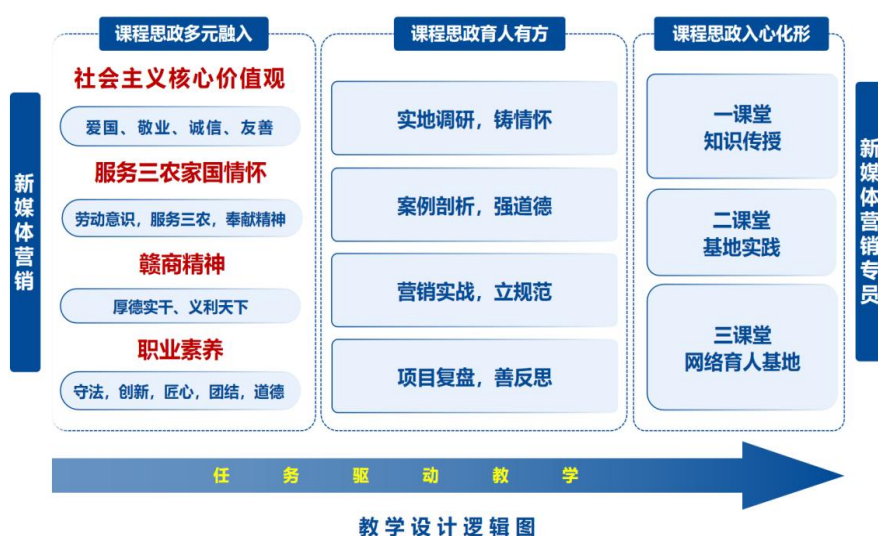 新媒体营销
课程思政多元融入
社会主义核心价值观
爱国、敬业、诚信、友善
服务三农家国情怀
劳动意识，服务三农，奉献精神
赣商精神
厚德实干、义利天下
职业素养
守法，创新，匠心，团结，道德
课程思政育人有方
实地调研，铸情怀
案例剖析，强道德
营销实战，立规范
项目复盘，善反思
课程思政入心化形
一课堂
知识传授
二课堂
基地实践
三课堂
网络育人基地
新媒体营销专员
任务驱动教学
教学设计逻辑图